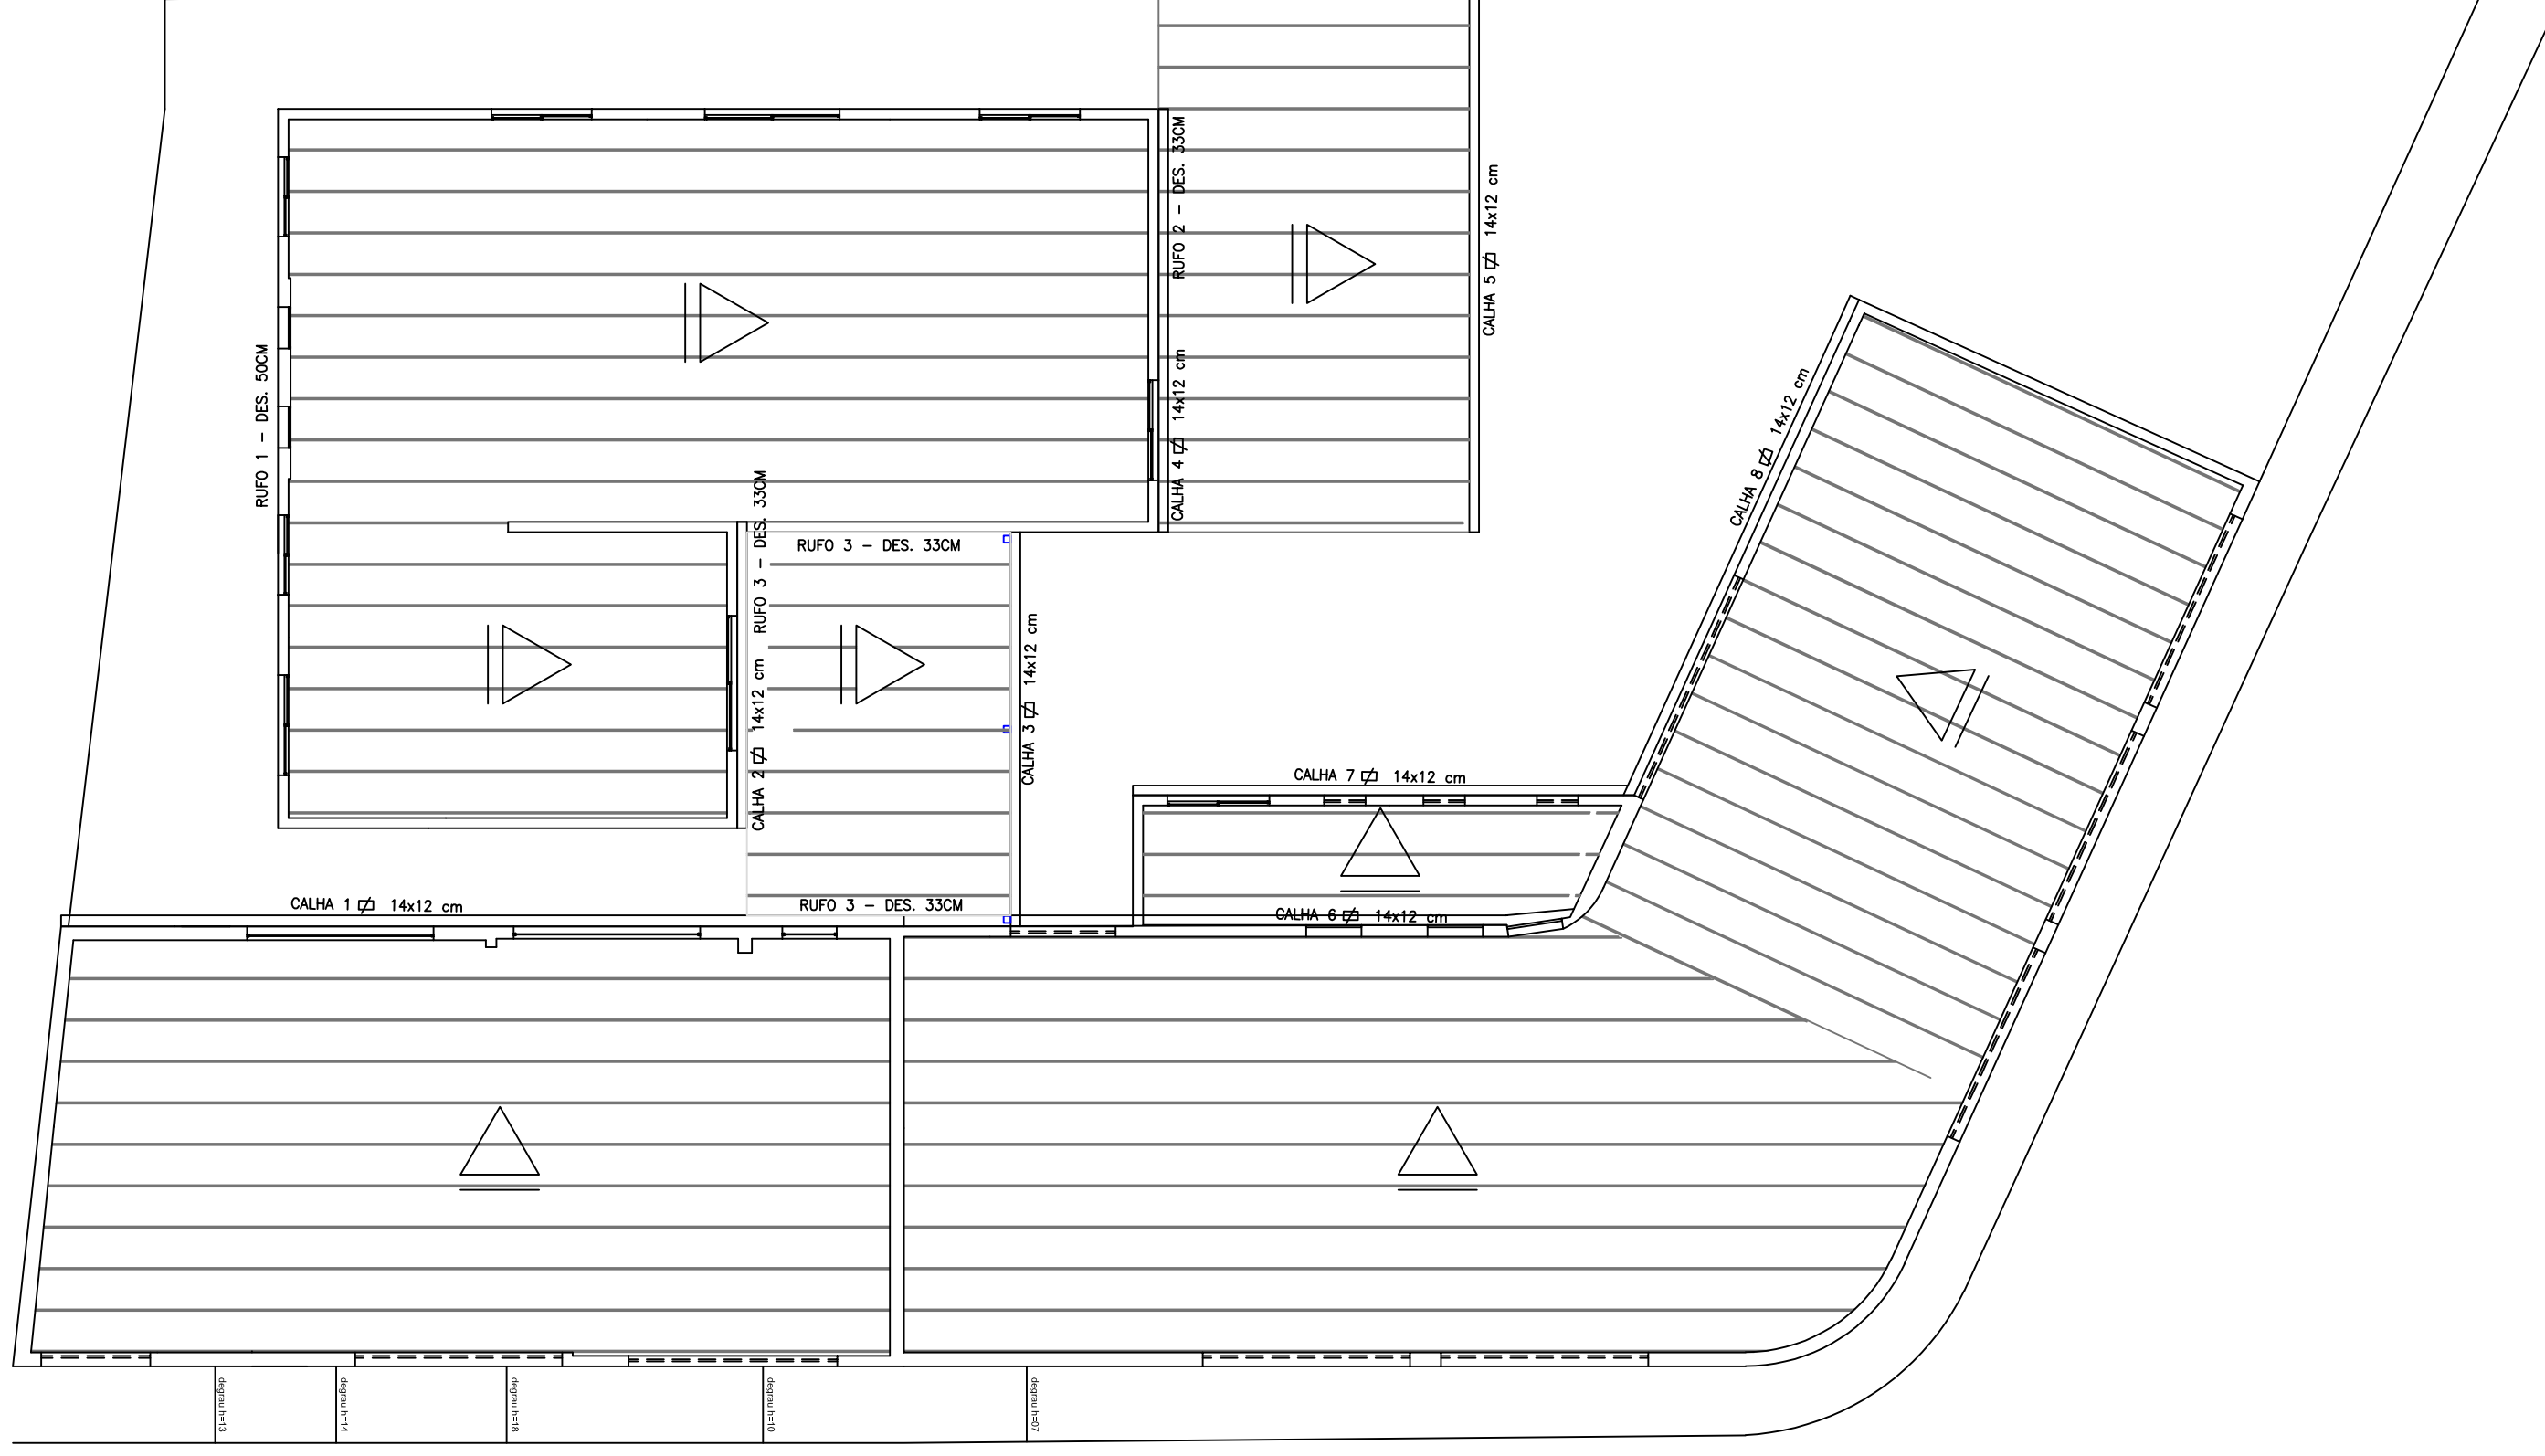 RUFO 2 - DES. 33CM
CALHA 5 14x12 cm
RUFO 1 - DES. 50CM
CALHA 4 14x12 cm
CALHA 8 14x12 cm
RUFO 3 - DES. 33CM
RUFO 3 - DES. 33CM
CALHA 2 14x12 cm
CALHA 3 14x12 cm
CALHA 7 14x12 cm
CALHA 1 14x12 cm
RUFO 3 - DES. 33CM
CALHA 6 14x12 cm
degrau h=13
degrau h=14
degrau h=18
degrau h=10
degrau h=07